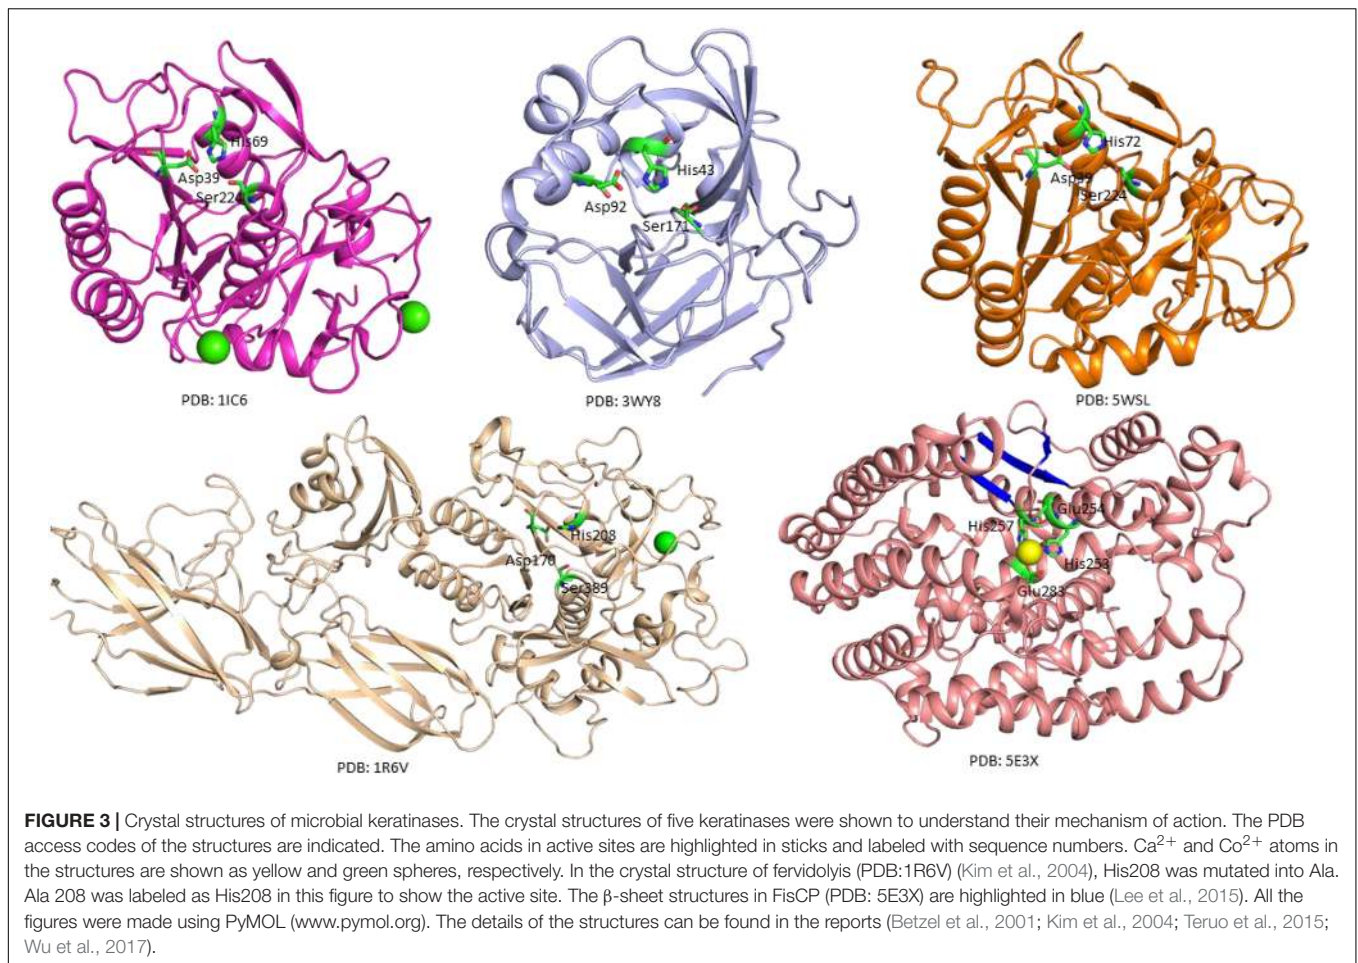 His69
Asp39
Ser224
PDB: 1IC6
His43
Asp92
Ser171
PDB: 3WY8
His72
Asp39
Ser224
PDB: 5WSL
His208
Asp170
Ser389
PDB: 1R6V
Glu254
His257
His253
Glu283
PDB: 5E3X
FIGURE 3 | Crystal structures of microbial keratinases. The crystal structures of five keratinases were shown to understand their mechanism of action. The PDB
access codes of the structures are indicated. The amino acids in active sites are highlighted in sticks and labeled with sequence numbers. Ca2+ and Co2+ atoms in
the structures are shown as yellow and green spheres, respectively. In the crystal structure of fervidolyis (PDB:1R6V) (Kim et al., 2004), His208 was mutated into Ala.
Ala 208 was labeled as His208 in this figure to show the active site. The β-sheet structures in FisCP (PDB: 5E3X) are highlighted in blue (Lee et al., 2015). All the
figures were made using PyMOL (www.pymol.org). The details of the structures can be found in the reports (Betzel et al., 2001; Kim et al., 2004; Teruo et al., 2015;
Wu et al., 2017).